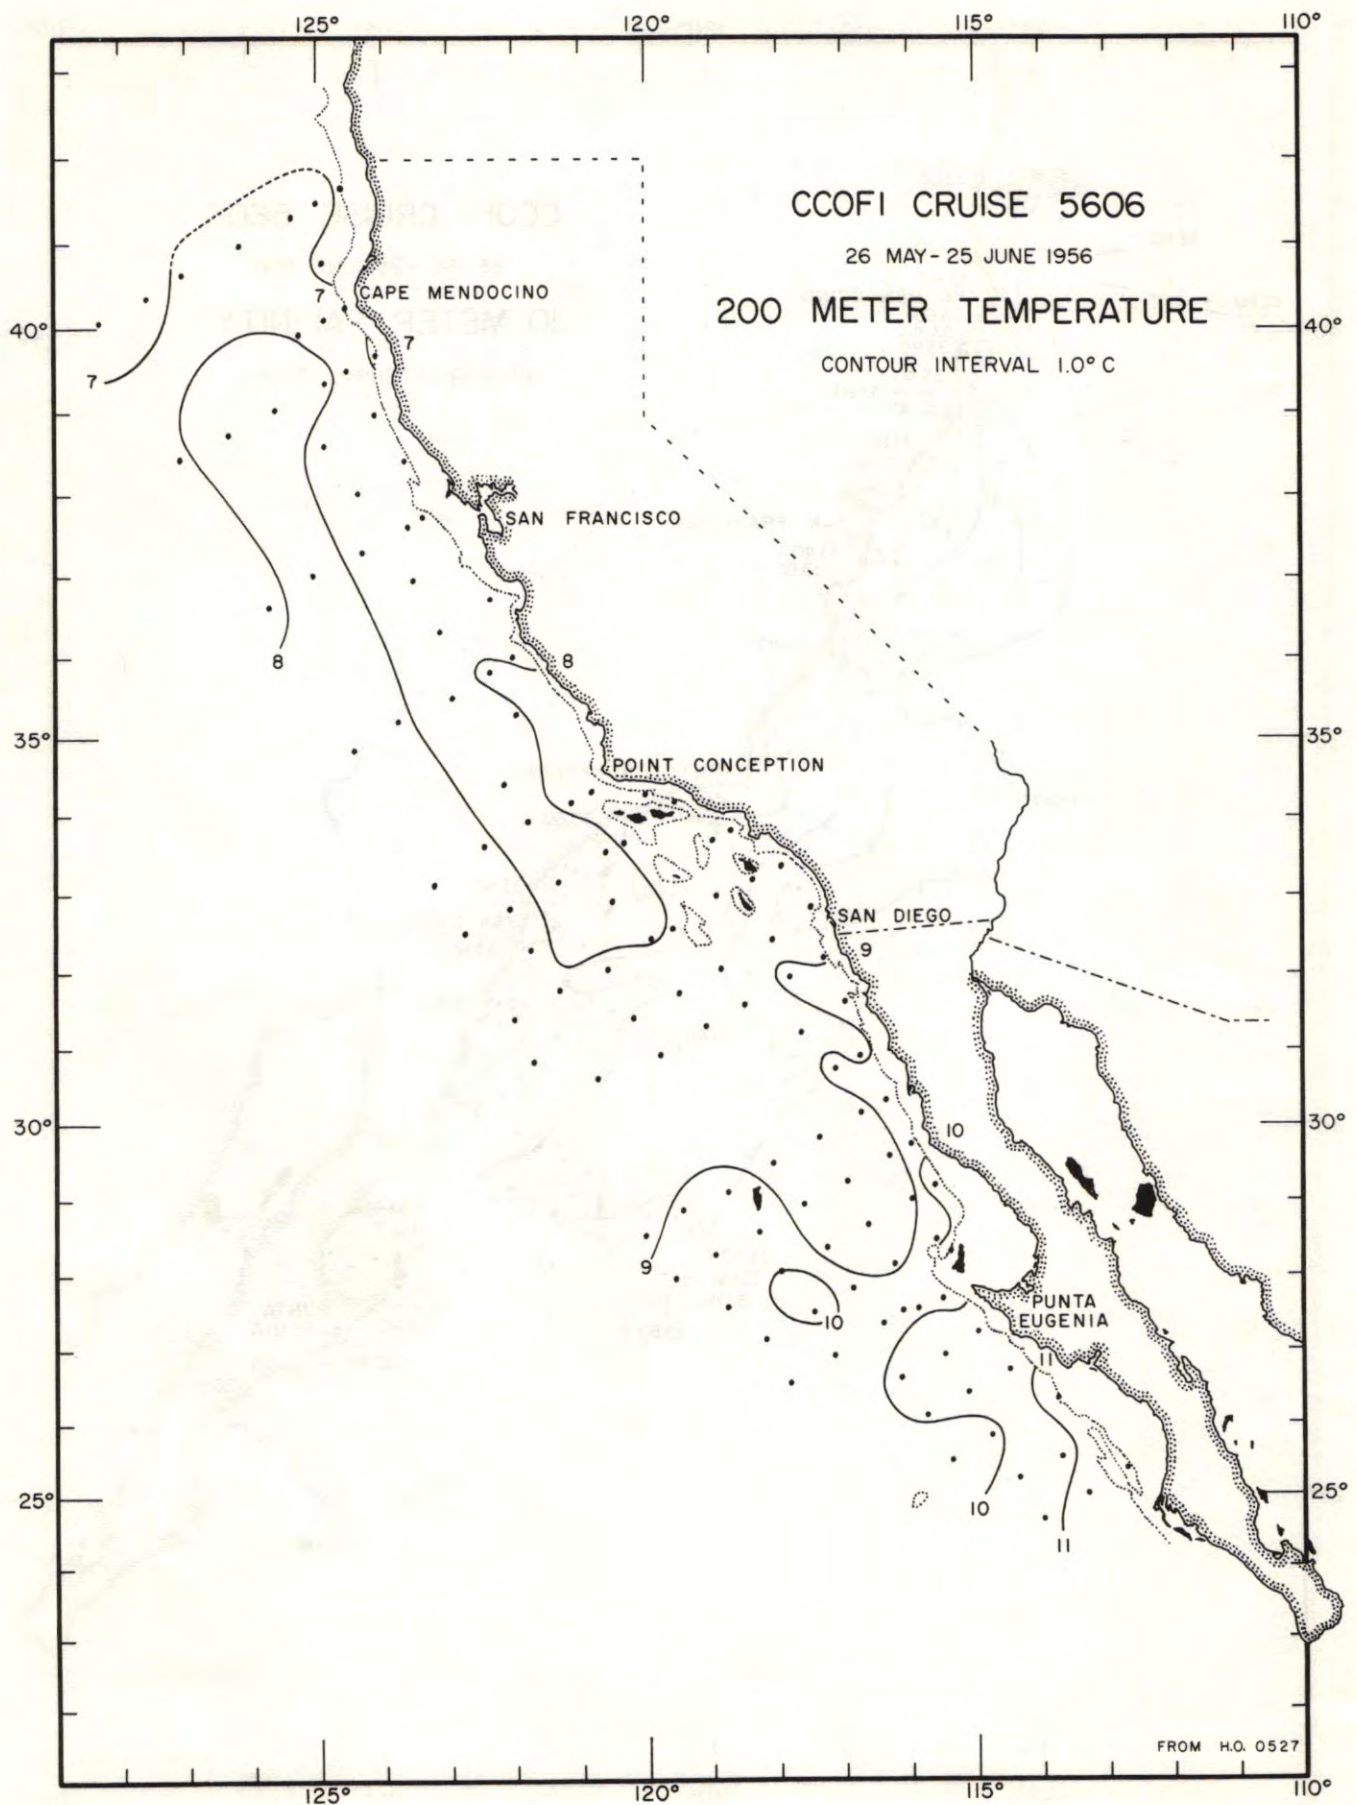 125°
120°
115°
110°
CCOFI CRUISE 5606
26 MAY - 25 JUNE 1956
200 METER TEMPERATURE
CONTOUR INTERVAL 1.0° C
7
CAPE MENDOCINO
40°
40°
7
7
SAN FRANCISCO
8
8
35°
35°
POINT CONCEPTION
SAN DIEGO
9
30°
10
30°
9
PUNTA
EUGENIA
10
11
25°
25°
10
11
FROM H.O. 0527
125°
120°
115°
110°